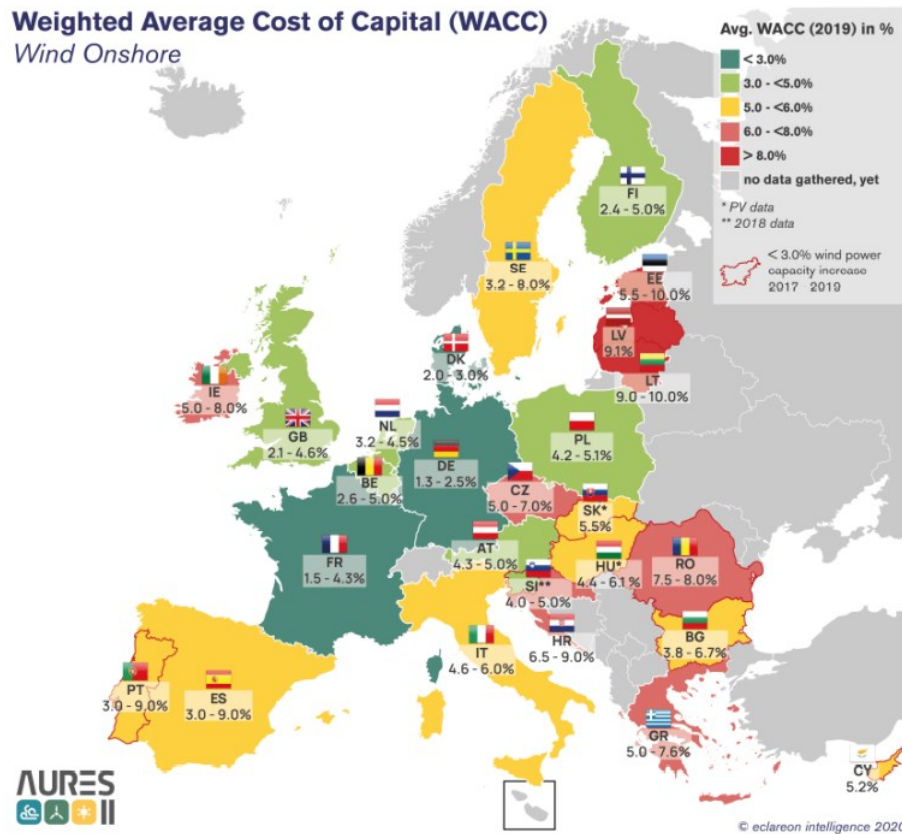 Weighted Average Cost of Capital (WACC)
Wind Onshore
Avg. WACC (2019) in %
< 3.0%
3.0 - <5.0%
5.0 - <6.0%
6.0 - <8.0%
> 8.0%
no data gathered, yet
* PV data
** 2018 data
< 3.0% wind power
capacity increase
2017 2019
FI
2.4 - 5.0%
SE
3.2 - 8.0%
EE
5.5 - 10.0%
LV
9.1%
LT
9.0 - 10.0%
DK
2.0 - 3.0%
IE
5.0 - 8.0%
GB
2.1 - 4.6%
NL
3.2 - 4.5%
BE
2.6 - 5.0%
DE
1.3 - 2.5%
PL
4.2 - 5.1%
CZ
5.0 - 7.0%
SK*
5.5%
FR
1.5 - 4.3%
AT
4.3 - 5.0%
HU*
4.4 - 6.1%
RO
7.5 - 8.0%
SI**
4.0 - 5.0%
HR
6.5 - 9.0%
BG
3.8 - 6.7%
IT
4.6 - 6.0%
PT
3.0 - 9.0%
ES
3.0 - 9.0%
GR
5.0 - 7.6%
CY
5.2%
AURES
II
© eclareon intelligence 2020